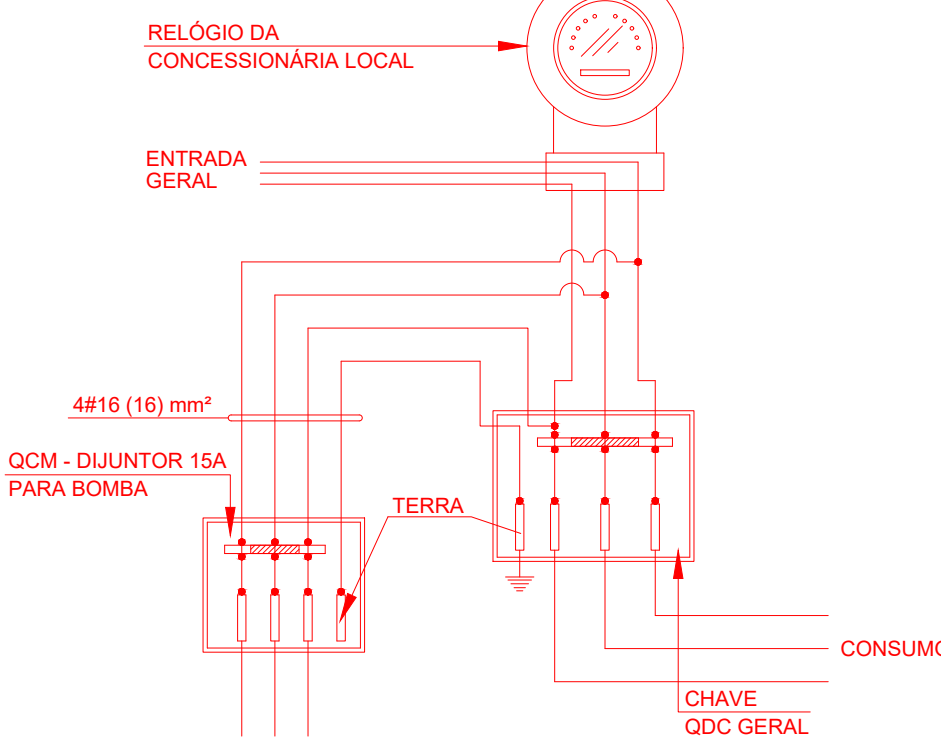 RELÓGIO DA
CONCESSIONÁRIA LOCAL
ENTRADA
GERAL
4#16 (16) mm²
QCM - DIJUNTOR 15A
PARA BOMBA
TERRA
CONSUMO
CHAVE
QDC GERAL